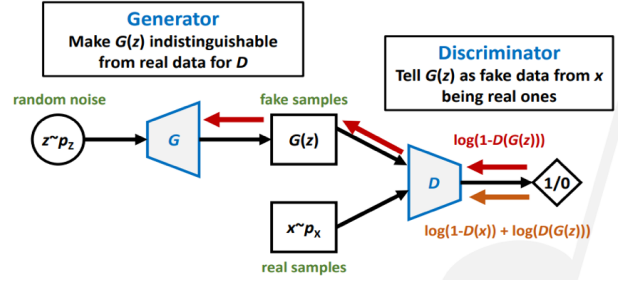 Generator
Make G(z) indistinguishable
from real data for D
Discriminator
Tell G(z) as fake data from x
being real ones
random noise
fake samples
z~pZ
G
G(z)
log(1-D(G(z)))
D
1/0
x~pX
log(1-D(x)) + log(D(G(z)))
real samples